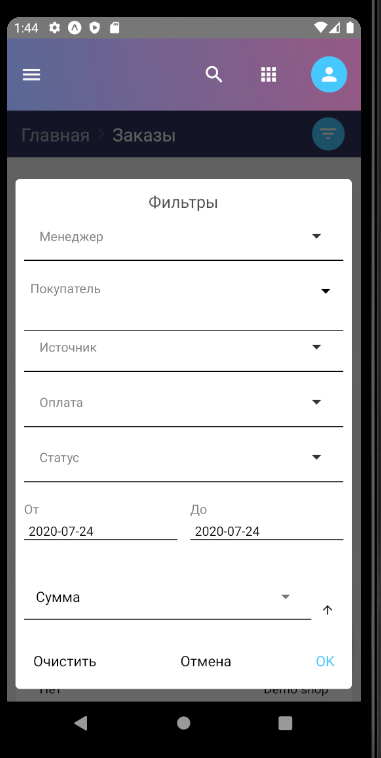 1:44
Главная > Заказы
Фильтры
Менеджер
Покупатель
Источник
Оплата
Статус
От До
2020-07-24 2020-07-24
Сумма
Очистить Отмена OK
Нет Demo shop